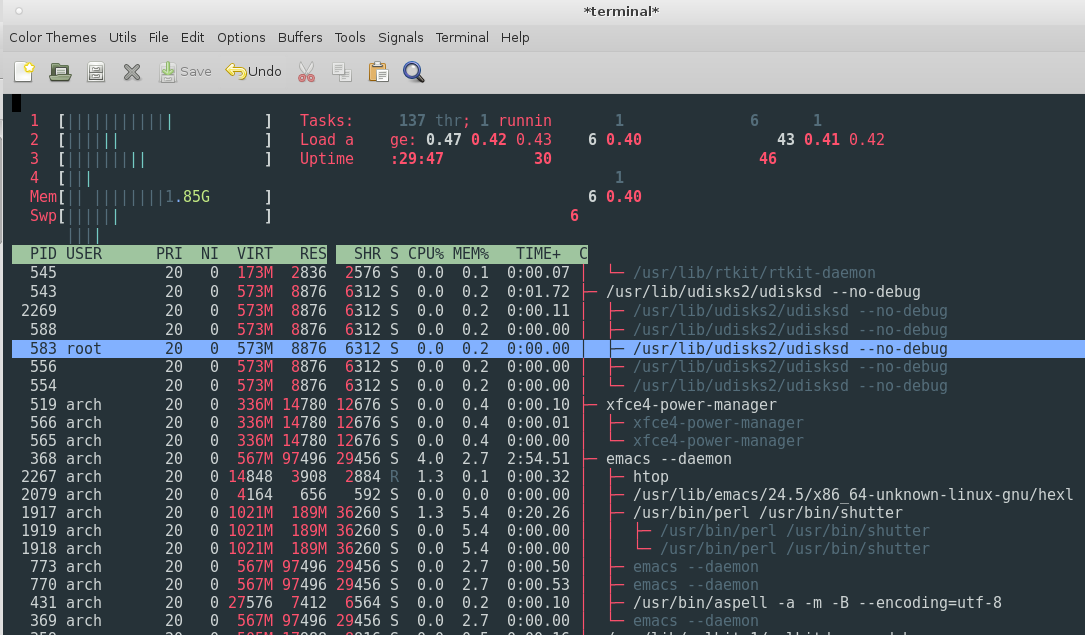 *terminal*
Color Themes Utils File Edit Options Buffers Tools Signals Terminal Help
Save Undo
1 [||||||||||||] Tasks: 137 thr; 1 runnin 1 6 1
2 [||||||] Load a ge: 0.47 0.42 0.43 6 0.40 43 0.41 0.42
3 [|||||||||] Uptime :29:47 30 46
4 [||| 1
Mem[|| ||||||||1.85G ] 6 0.40
Swp[||||||] 6
||||
PID USER PRI NI VIRT RES SHR S CPU% MEM% TIME+ C
545 20 0 173M 2836 2576 S 0.0 0.1 0:00.07 │ └─ /usr/lib/rtkit/rtkit-daemon
543 20 0 573M 8876 6312 S 0.0 0.2 0:01.72 ├─ /usr/lib/udisks2/udisksd --no-debug
2269 20 0 573M 8876 6312 S 0.0 0.2 0:00.11 │ ├─ /usr/lib/udisks2/udisksd --no-debug
588 20 0 573M 8876 6312 S 0.0 0.2 0:00.00 │ ├─ /usr/lib/udisks2/udisksd --no-debug
583 root 20 0 573M 8876 6312 S 0.0 0.2 0:00.00 │ ├─ /usr/lib/udisks2/udisksd --no-debug
556 20 0 573M 8876 6312 S 0.0 0.2 0:00.00 │ ├─ /usr/lib/udisks2/udisksd --no-debug
554 20 0 573M 8876 6312 S 0.0 0.2 0:00.00 │ └─ /usr/lib/udisks2/udisksd --no-debug
519 arch 20 0 336M 14780 12676 S 0.0 0.4 0:00.10 ├─ xfce4-power-manager
566 arch 20 0 336M 14780 12676 S 0.0 0.4 0:00.01 │ ├─ xfce4-power-manager
565 arch 20 0 336M 14780 12676 S 0.0 0.4 0:00.00 │ └─ xfce4-power-manager
368 arch 20 0 567M 97496 29456 S 4.0 2.7 2:54.51 ├─ emacs --daemon
2267 arch 20 0 14848 3908 2884 R 1.3 0.1 0:00.32 │ ├─ htop
2079 arch 20 0 4164 656 592 S 0.0 0.0 0:00.00 │ ├─ /usr/lib/emacs/24.5/x86_64-unknown-linux-gnu/hexl
1917 arch 20 0 1021M 189M 36260 S 1.3 5.4 0:20.26 │ ├─ /usr/bin/perl /usr/bin/shutter
1919 arch 20 0 1021M 189M 36260 S 0.0 5.4 0:00.00 │ │ ├─ /usr/bin/perl /usr/bin/shutter
1918 arch 20 0 1021M 189M 36260 S 0.0 5.4 0:00.00 │ │ └─ /usr/bin/perl /usr/bin/shutter
773 arch 20 0 567M 97496 29456 S 0.0 2.7 0:00.50 │ ├─ emacs --daemon
770 arch 20 0 567M 97496 29456 S 0.0 2.7 0:00.53 │ ├─ emacs --daemon
431 arch 20 0 27576 7412 6564 S 0.0 0.2 0:00.10 │ ├─ /usr/bin/aspell -a -m -B --encoding=utf-8
369 arch 20 0 567M 97496 29456 S 0.0 2.7 0:00.00 │ └─ emacs --daemon